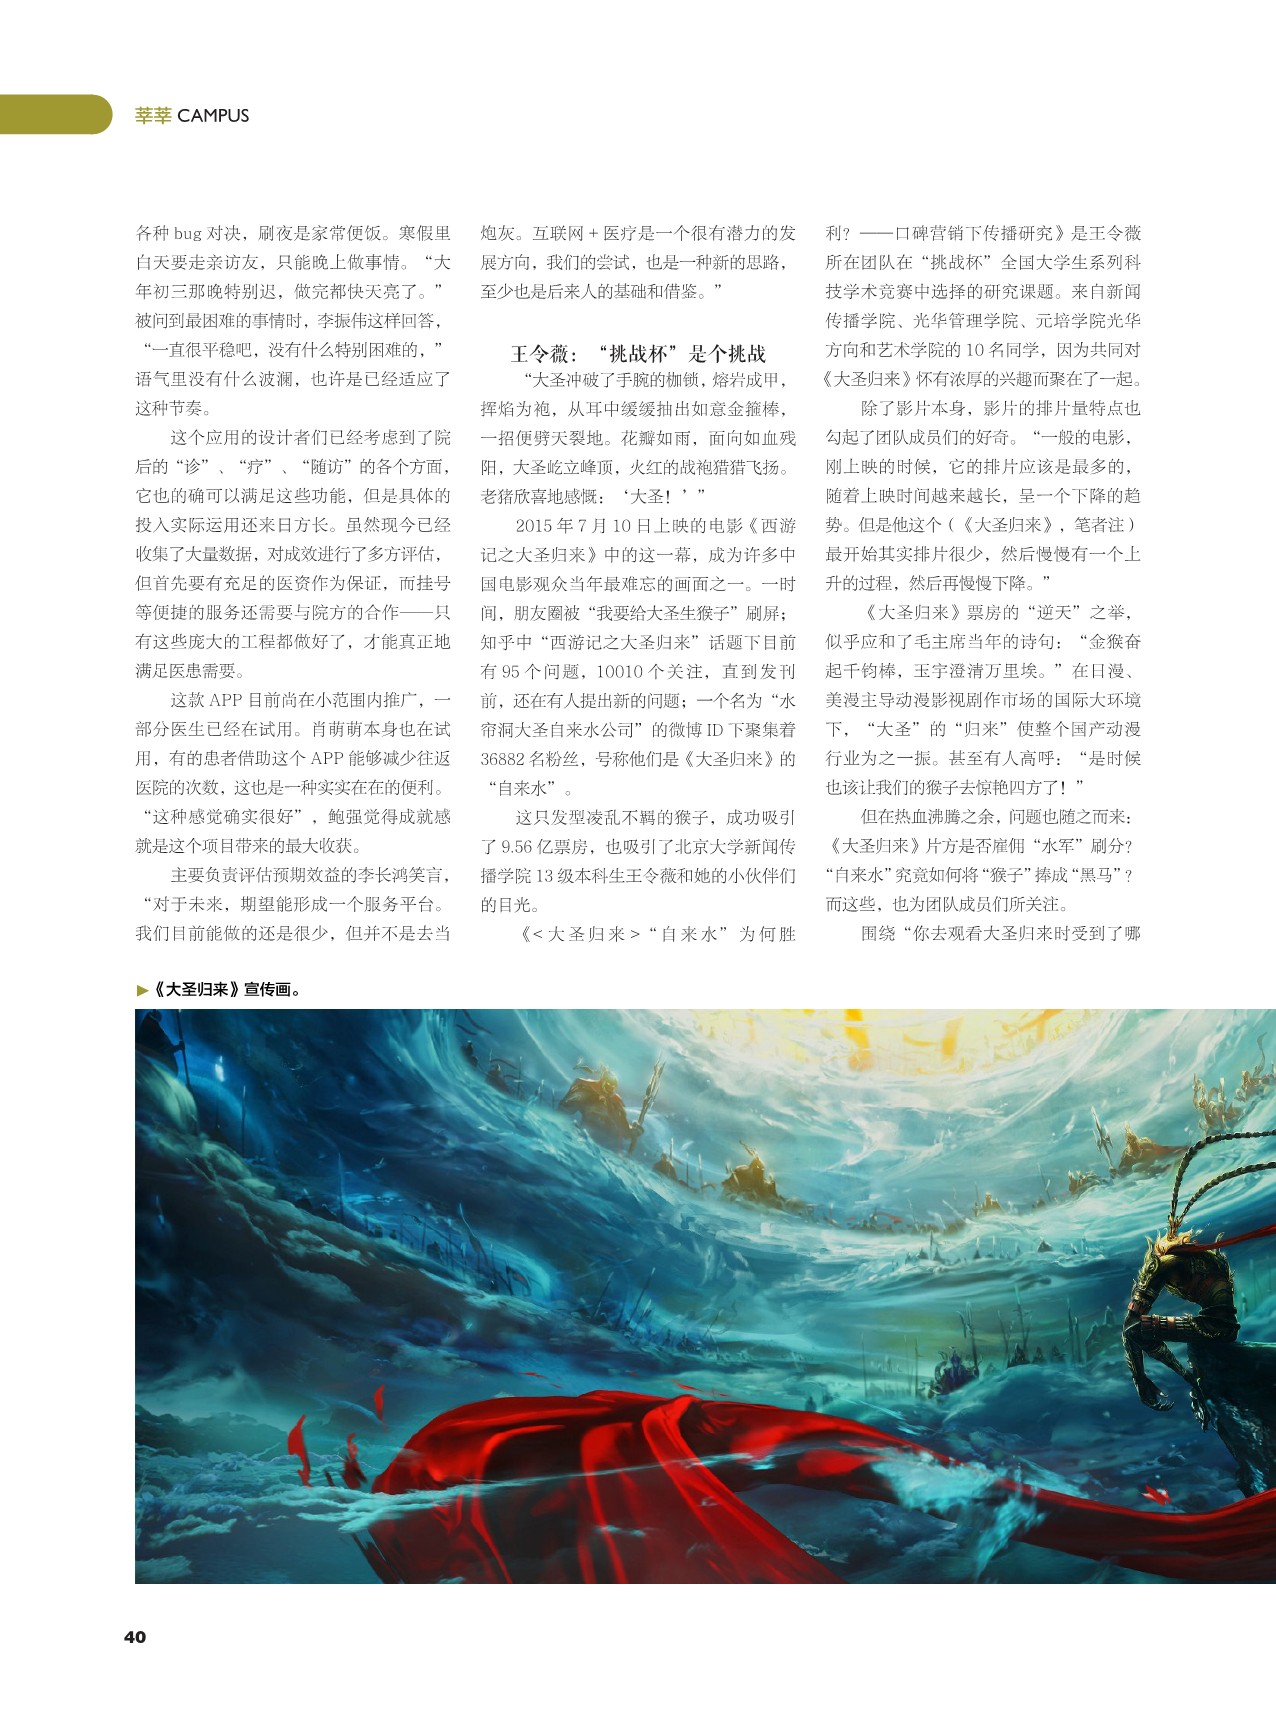 莘莘 CAMPUS
各种 bug 对决，刷夜是家常便饭。寒假里
白天要走亲访友，只能晚上做事情。“大
年初三那晚特别迟，做完都快天亮了。”
被问到最困难的事情时，李振伟这样回答，
“一直很平稳吧，没有什么特别困难的，”
语气里没有什么波澜，也许是已经适应了
这种节奏。
这个应用的设计者们已经考虑到了院
后的“诊”、“疗”、“随访”的各个方面，
它也的确可以满足这些功能，但是具体的
投入实际运用还来日方长。虽然现今已经
收集了大量数据，对成效进行了多方评估，
但首先要有充足的医资作为保证，而挂号
等便捷的服务还需要与院方的合作——只
有这些庞大的工程都做好了，才能真正地
满足医患需要。
这款 APP 目前尚在小范围内推广，一
部分医生已经在试用。肖萌萌本身也在试
用，有的患者借助这个 APP 能够减少往返
医院的次数，这也是一种实实在在的便利。
“这种感觉确实很好”，鲍强觉得成就感
就是这个项目带来的最大收获。
主要负责评估预期效益的李长鸿笑言，
“对于未来，期望能形成一个服务平台。
我们目前能做的还是很少，但并不是去当
炮灰。互联网 + 医疗是一个很有潜力的发
展方向，我们的尝试，也是一种新的思路，
至少也是后来人的基础和借鉴。”
王令薇：“挑战杯”是个挑战
“大圣冲破了手腕的枷锁，熔岩成甲，
挥焰为袍，从耳中缓缓抽出如意金箍棒，
一招便劈天裂地。花瓣如雨，面向如血残
阳，大圣屹立峰顶，火红的战袍猎猎飞扬。
老猪欣喜地感慨：‘大圣！’”
2015 年 7 月 10 日上映的电影《西游
记之大圣归来》中的这一幕，成为许多中
国电影观众当年最难忘的画面之一。一时
间，朋友圈被“我要给大圣生猴子”刷屏；
知乎中“西游记之大圣归来”话题下目前
有 95 个问题，10010 个关注，直到发刊
前，还在有人提出新的问题；一个名为“水
帘洞大圣自来水公司”的微博 ID 下聚集着
36882 名粉丝，号称他们是《大圣归来》的
“自来水”。
这只发型凌乱不羁的猴子，成功吸引
了 9.56 亿票房，也吸引了北京大学新闻传
播学院 13 级本科生王令薇和她的小伙伴们
的目光。
《< 大圣归来 >“自来水”为何胜
利？——口碑营销下传播研究》是王令薇
所在团队在“挑战杯”全国大学生系列科
技学术竞赛中选择的研究课题。来自新闻
传播学院、光华管理学院、元培学院光华
方向和艺术学院的 10 名同学，因为共同对
《大圣归来》怀有浓厚的兴趣而聚在了一起。
除了影片本身，影片的排片量特点也
勾起了团队成员们的好奇。“一般的电影，
刚上映的时候，它的排片应该是最多的，
随着上映时间越来越长，呈一个下降的趋
势。但是他这个（《大圣归来》，笔者注）
最开始其实排片很少，然后慢慢有一个上
升的过程，然后再慢慢下降。”
《大圣归来》票房的“逆天”之举，
似乎应和了毛主席当年的诗句：“金猴奋
起千钧棒，玉宇澄清万里埃。”在日漫、
美漫主导动漫影视剧作市场的国际大环境
下，“大圣”的“归来”使整个国产动漫
行业为之一振。甚至有人高呼：“是时候
也该让我们的猴子去惊艳四方了！”
但在热血沸腾之余，问题也随之而来：
《大圣归来》片方是否雇佣“水军”刷分？
“自来水”究竟如何将“猴子”捧成“黑马”？
而这些，也为团队成员们所关注。
围绕“你去观看大圣归来时受到了哪
▶《大圣归来》宣传画。
40